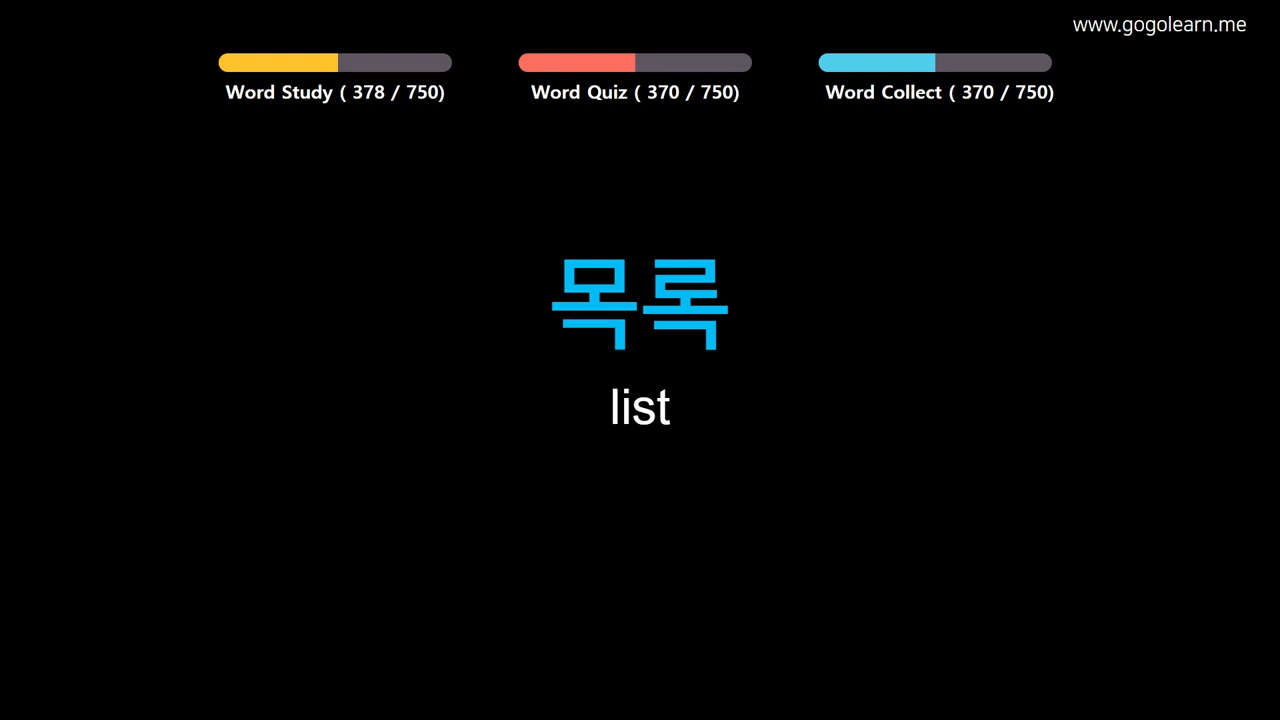 www.gogolearn.me
Word Study ( 378 / 750)
Word Quiz ( 370 / 750)
Word Collect ( 370 / 750)
목록
list